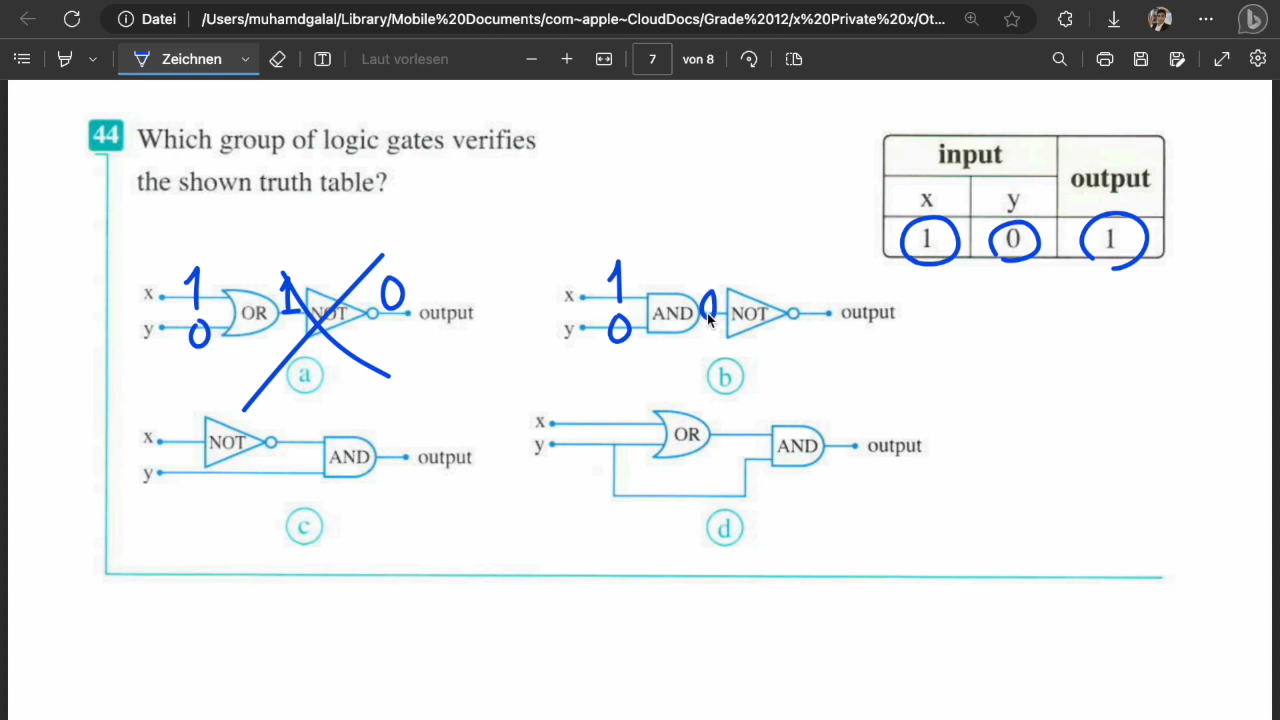 Datei /Users/muhamdgalal/Library/Mobile%20Documents/com~apple~CloudDocs/Grade%2012/x%20Private%20x/Ot...
Zeichnen Laut vorlesen 7 von 8
44 Which group of logic gates verifies
the shown truth table?
input output
x y
1 0 1
x 1 OR 1 NOT 0 output
y 0
a
x 1 AND 0 NOT output
y 0
b
x NOT AND output
y
c
x OR AND output
y
d